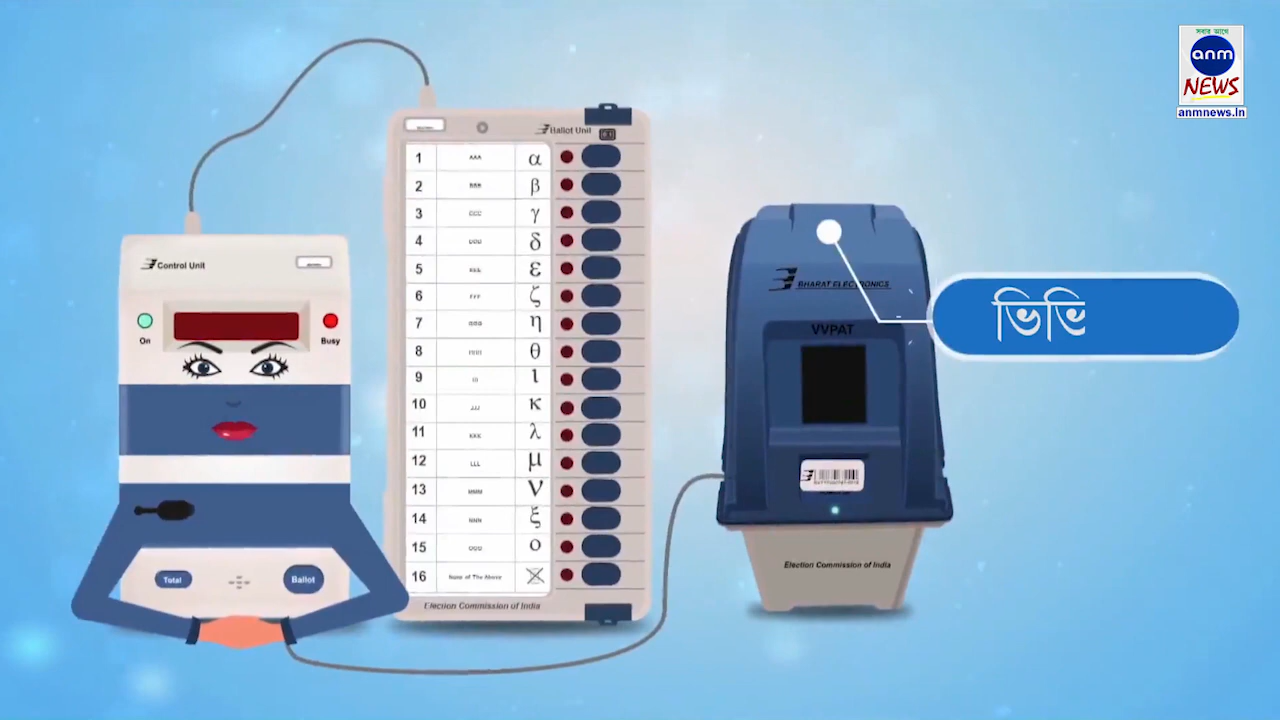 সবার আগে
anm
NEWS
anmnews.in
Ballot Unit
1 AAA α
2 BBB β
3 CCC γ
4 DDD δ
5 EEE ε
6 FFF ζ
7 GGG η
8 HHH θ
9 III ι
10 JJJ κ
11 KKK λ
12 LLL μ
13 MMM ν
14 NNN ξ
15 OOO ο
16 None of The Above
Election Commission of India
Control Unit
On
Busy
Total
Ballot
BHARAT ELECTRONICS
VVPAT
Election Commission of India
ভিভি